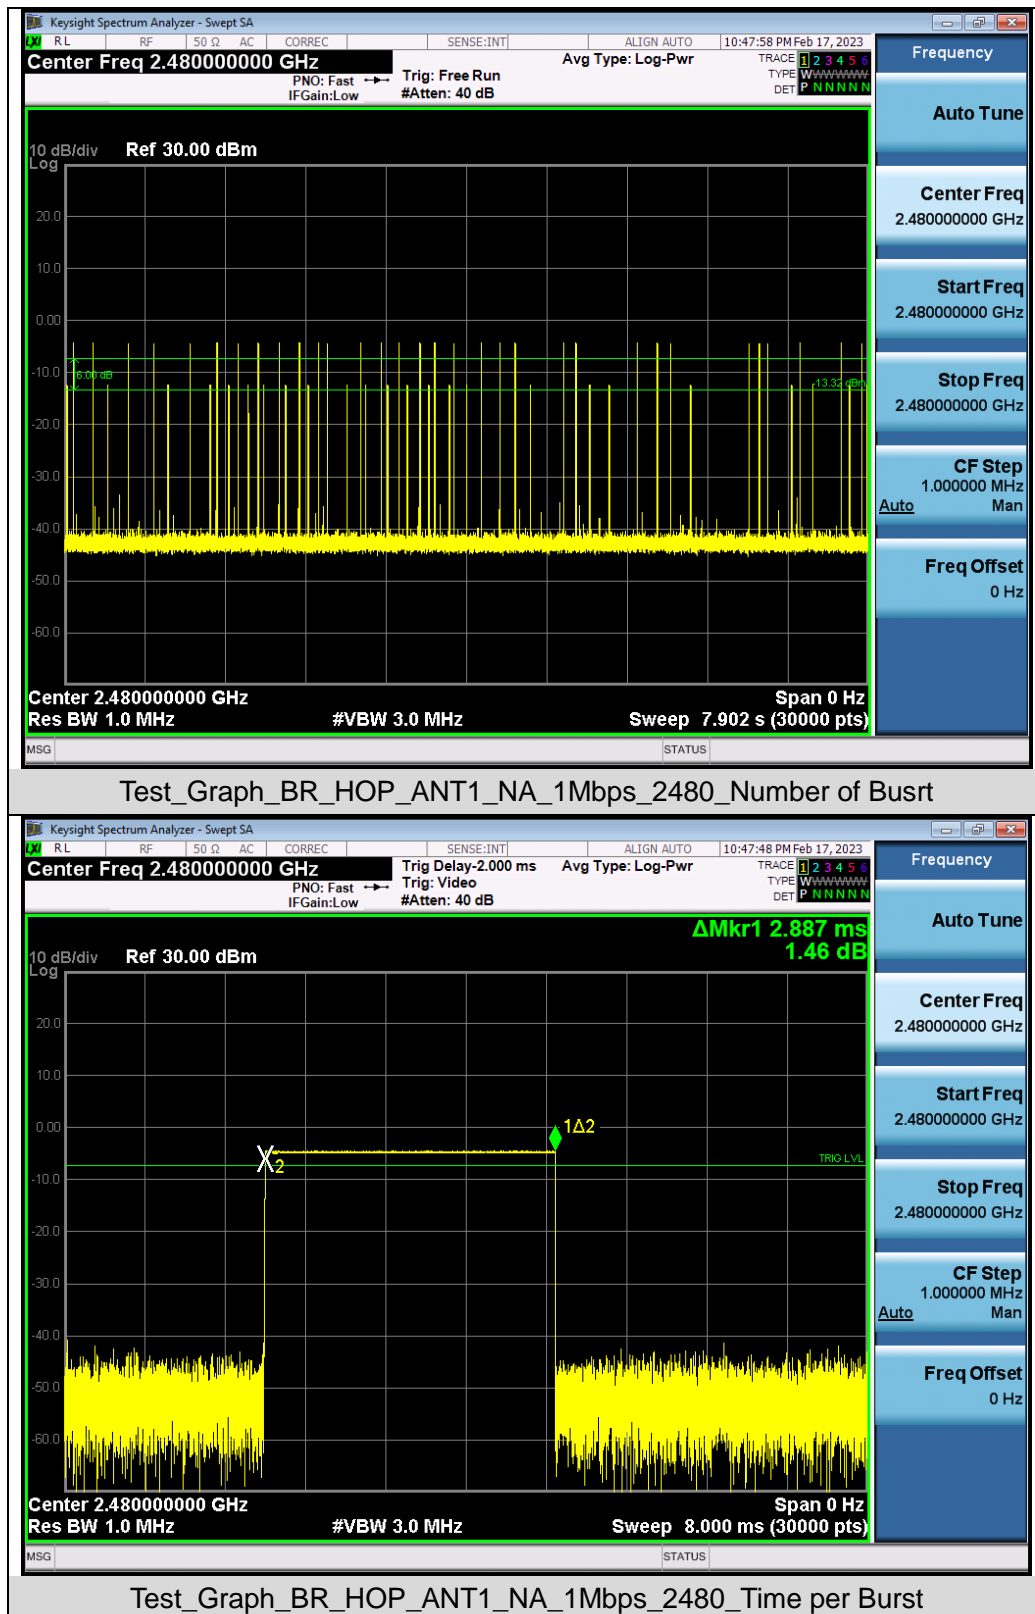 Keysight Spectrum Analyzer - Swept SA
LXI RL RF 50 Ω AC CORREC SENSE:INT ALIGN AUTO 10:47:58 PM Feb 17, 2023
Center Freq 2.480000000 GHz
PNO: Fast
IFGain:Low
Trig: Free Run
#Atten: 40 dB
Avg Type: Log-Pwr
TRACE 1 2 3 4 5 6
TYPE WWWWWW
DET P N N N N N
10 dB/div Ref 30.00 dBm
Log
20.0
10.0
0.00
-10.0
-20.0
-30.0
-40.0
-50.0
-60.0
6.00 dB
-13.32 dBm
Center 2.480000000 GHz Span 0 Hz
Res BW 1.0 MHz #VBW 3.0 MHz Sweep 7.902 s (30000 pts)
MSG STATUS
Frequency
Auto Tune
Center Freq
2.480000000 GHz
Start Freq
2.480000000 GHz
Stop Freq
2.480000000 GHz
CF Step
1.000000 MHz
Auto Man
Freq Offset
0 Hz
Test_Graph_BR_HOP_ANT1_NA_1Mbps_2480_Number of Busrt
Keysight Spectrum Analyzer - Swept SA
LXI RL RF 50 Ω AC CORREC SENSE:INT ALIGN AUTO 10:47:48 PM Feb 17, 2023
Center Freq 2.480000000 GHz
PNO: Fast
IFGain:Low
Trig Delay-2.000 ms
Trig: Video
#Atten: 40 dB
Avg Type: Log-Pwr
TRACE 1 2 3 4 5 6
TYPE WWWWWW
DET P N N N N N
ΔMkr1 2.887 ms
1.46 dB
10 dB/div Ref 30.00 dBm
Log
20.0
10.0
0.00
-10.0
-20.0
-30.0
-40.0
-50.0
-60.0
1Δ2
2
TRIG LVL
Center 2.480000000 GHz Span 0 Hz
Res BW 1.0 MHz #VBW 3.0 MHz Sweep 8.000 ms (30000 pts)
MSG STATUS
Frequency
Auto Tune
Center Freq
2.480000000 GHz
Start Freq
2.480000000 GHz
Stop Freq
2.480000000 GHz
CF Step
1.000000 MHz
Auto Man
Freq Offset
0 Hz
Test_Graph_BR_HOP_ANT1_NA_1Mbps_2480_Time per Burst